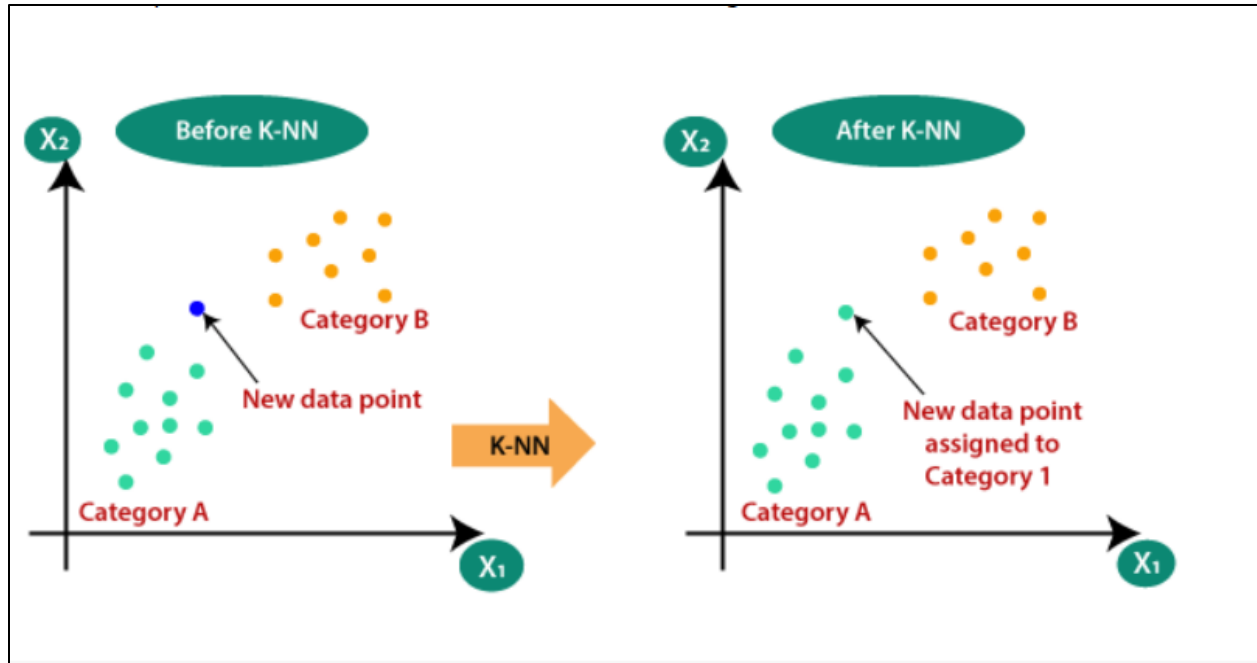 Before K-NN
X₂
Category B
New data point
Category A
X₁
K-NN
After K-NN
X₂
Category B
New data point
assigned to
Category 1
Category A
X₁